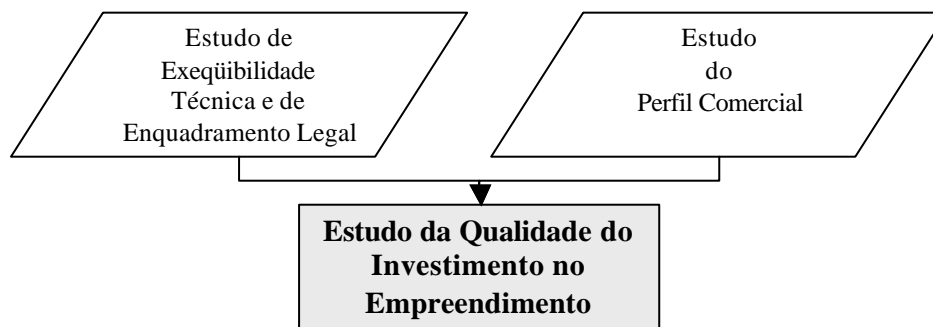 Estudo de
Exeqüibilidade
Técnica e de
Enquadramento Legal
Estudo
do
Perfil Comercial
Estudo da Qualidade do
Investimento no
Empreendimento